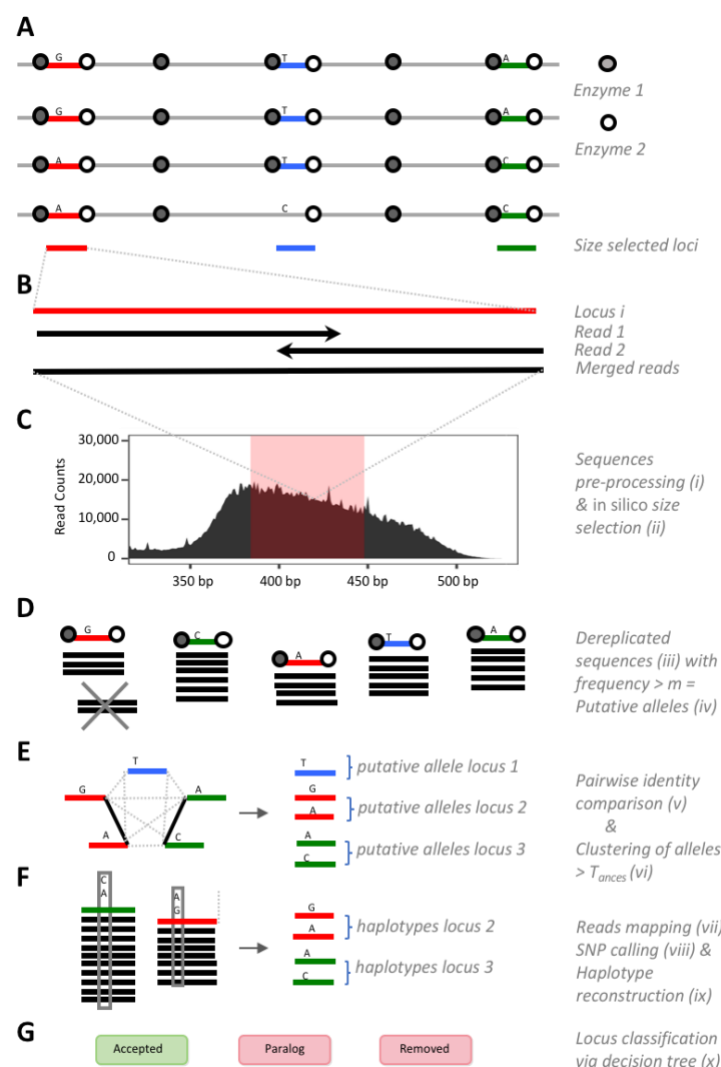 A
G T A
Enzyme 1
G T A
Enzyme 2
A T C
A C C
Size selected loci
B
Locus i
Read 1
Read 2
Merged reads
C
30,000
20,000
10,000
0
Read Counts
350 bp 400 bp 450 bp 500 bp
Sequences
pre-processing (i)
& in silico size
selection (ii)
D
G C A T A
Dereplicated
sequences (iii) with
frequency > m =
Putative alleles (iv)
E
T
G A
A C
T
putative allele locus 1
G
A
putative alleles locus 2
A
C
putative alleles locus 3
Pairwise identity
comparison (v)
&
Clustering of alleles
> Tances (vi)
F
C
A
A
G
G
A
haplotypes locus 2
A
C
haplotypes locus 3
Reads mapping (vii)
SNP calling (viii) &
Haplotype
reconstruction (ix)
G
Accepted Paralog Removed
Locus classification
via decision tree (x)